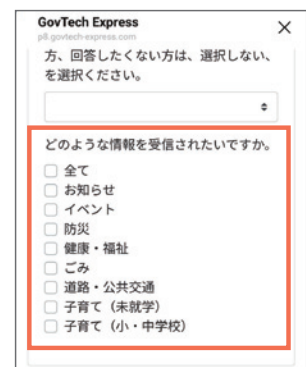 GovTech Express
p8.govtech-express.com
方、回答したくない方は、選択しない、
を選択ください。
どのような情報を受信されたいですか。
全て
お知らせ
イベント
防災
健康・福祉
ごみ
道路・公共交通
子育て（未就学）
子育て（小・中学校）